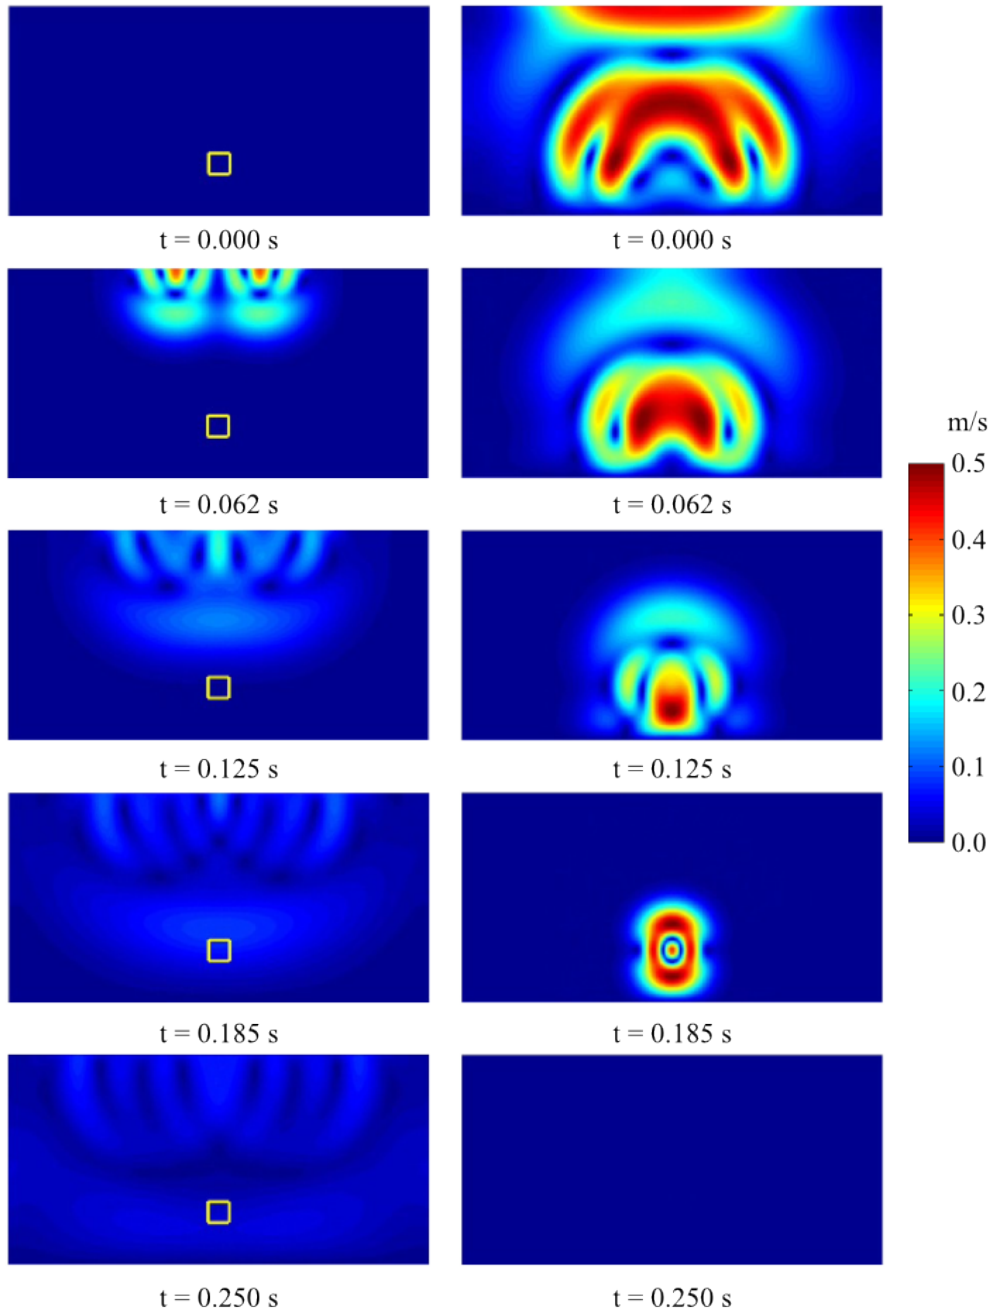 t = 0.000 s
t = 0.000 s
t = 0.062 s
t = 0.062 s
t = 0.125 s
t = 0.125 s
t = 0.185 s
t = 0.185 s
t = 0.250 s
t = 0.250 s
m/s
0.5
0.4
0.3
0.2
0.1
0.0